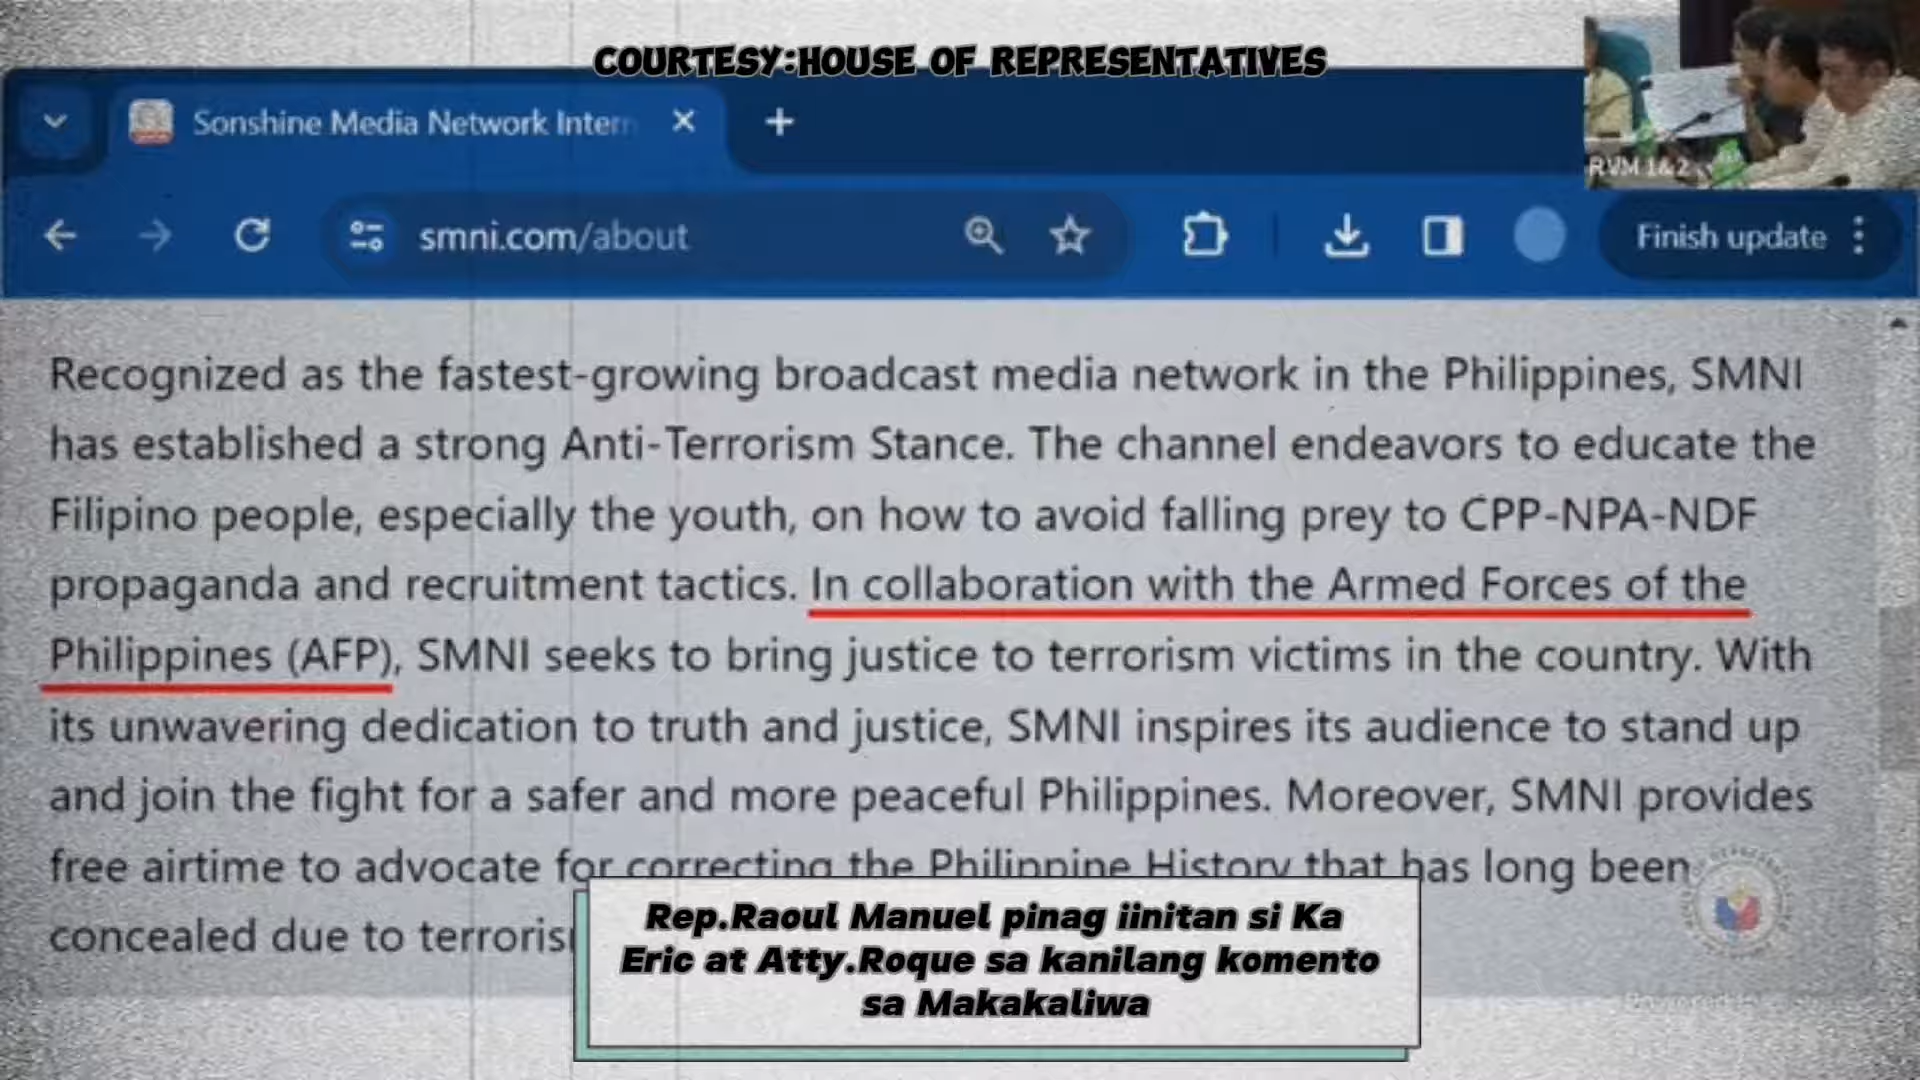 COURTESY:HOUSE OF REPRESENTATIVES
Sonshine Media Network Intern
RVM 1&2
smni.com/about
Finish update
Recognized as the fastest-growing broadcast media network in the Philippines, SMNI
has established a strong Anti-Terrorism Stance. The channel endeavors to educate the
Filipino people, especially the youth, on how to avoid falling prey to CPP-NPA-NDF
propaganda and recruitment tactics. In collaboration with the Armed Forces of the
Philippines (AFP), SMNI seeks to bring justice to terrorism victims in the country. With
its unwavering dedication to truth and justice, SMNI inspires its audience to stand up
and join the fight for a safer and more peaceful Philippines. Moreover, SMNI provides
free airtime to advocate for correcting the Philippine History that has long been
concealed due to
Rep.Raoul Manuel pinag iinitan si Ka
Eric at Atty.Roque sa kanilang komento
sa Makakaliwa